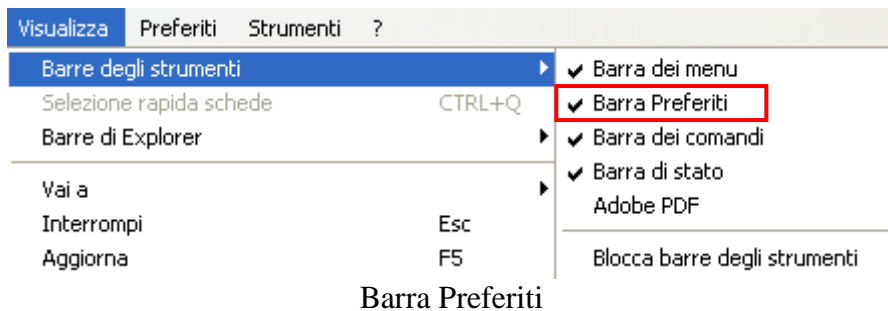 Visualizza Preferiti Strumenti ?
Barre degli strumenti
Selezione rapida schede CTRL+Q
Barre di Explorer
Vai a
Interrompi Esc
Aggiorna F5
Barra dei menu
Barra Preferiti
Barra dei comandi
Barra di stato
Adobe PDF
Blocca barre degli strumenti
Barra Preferiti